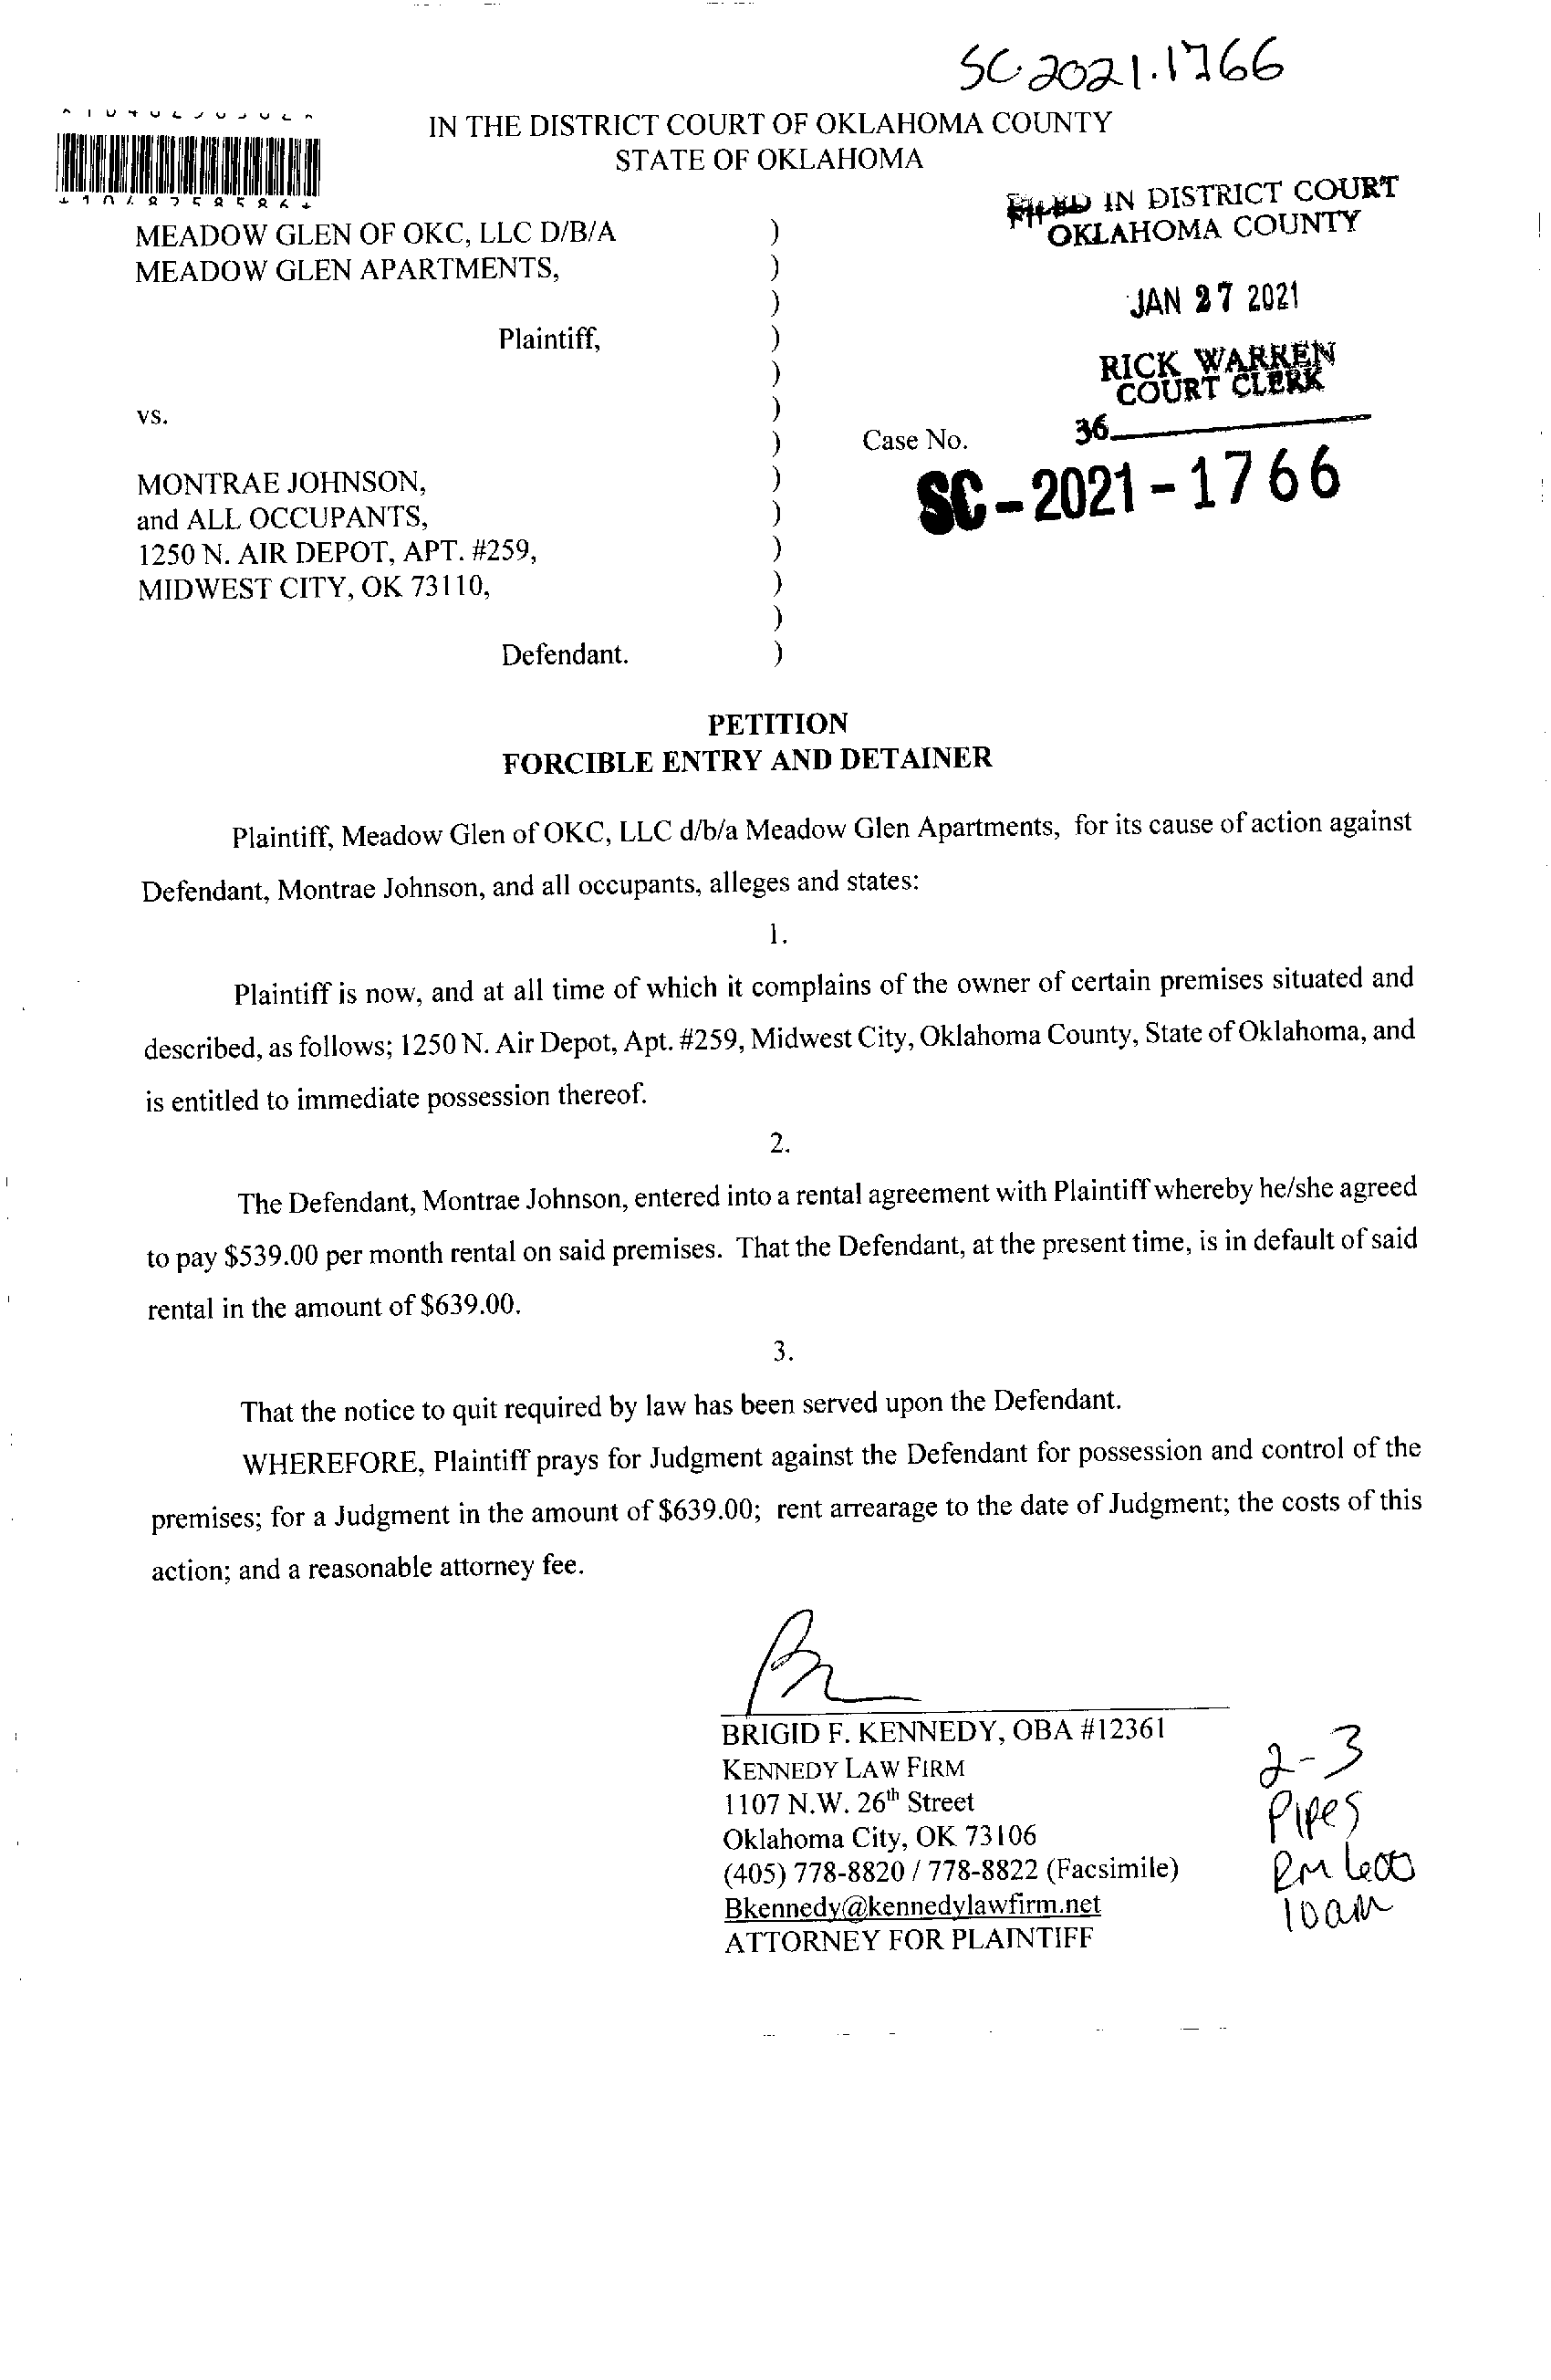 SC.2021.1766
IN THE DISTRICT COURT OF OKLAHOMA COUNTY
STATE OF OKLAHOMA
FILED IN DISTRICT COURT
OKLAHOMA COUNTY
JAN 27 2021
RICK WARREN
COURT CLERK
36
MEADOW GLEN OF OKC, LLC D/B/A )
MEADOW GLEN APARTMENTS, )
)
Plaintiff, )
)
vs. )
) Case No.
SC-2021-1766
MONTRAE JOHNSON, )
and ALL OCCUPANTS, )
1250 N. AIR DEPOT, APT. #259, )
MIDWEST CITY, OK 73110, )
)
Defendant. )
PETITION
FORCIBLE ENTRY AND DETAINER
Plaintiff, Meadow Glen of OKC, LLC d/b/a Meadow Glen Apartments, for its cause of action against
Defendant, Montrae Johnson, and all occupants, alleges and states:
1.
Plaintiff is now, and at all time of which it complains of the owner of certain premises situated and
described, as follows; 1250 N. Air Depot, Apt. #259, Midwest City, Oklahoma County, State of Oklahoma, and
is entitled to immediate possession thereof.
2.
The Defendant, Montrae Johnson, entered into a rental agreement with Plaintiff whereby he/she agreed
to pay $539.00 per month rental on said premises. That the Defendant, at the present time, is in default of said
rental in the amount of $639.00.
3.
That the notice to quit required by law has been served upon the Defendant.
WHEREFORE, Plaintiff prays for Judgment against the Defendant for possession and control of the
premises; for a Judgment in the amount of $639.00; rent arrearage to the date of Judgment; the costs of this
action; and a reasonable attorney fee.
BRIGID F. KENNEDY, OBA #12361
KENNEDY LAW FIRM
1107 N.W. 26th Street
Oklahoma City, OK 73106
(405) 778-8820 / 778-8822 (Facsimile)
Bkennedy@kennedylawfirm.net
ATTORNEY FOR PLAINTIFF
2-3
Pipes
Rm 600
10am